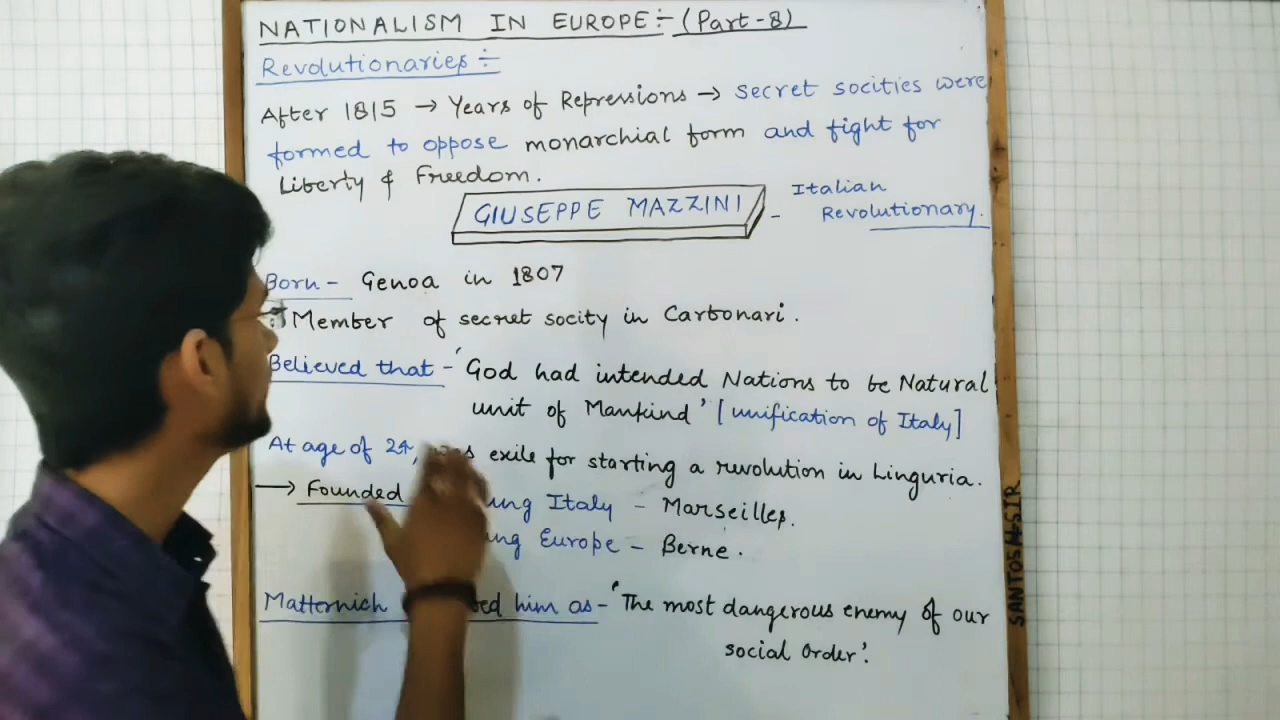 NATIONALISM IN EUROPE÷ (Part-8)
Revolutionaries÷
After 1815 → Years of Repressions → secret socities were
formed to oppose monarchial form and fight for
Liberty & Freedom.
GIUSEPPE MAZZINI - Italian
Revolutionary.
Born - Genoa in 1807
Member of secret socity in Carbonari.
Believed that - 'God had intended Nations to be Natural
unit of Mankind' [unification of Italy]
At age of 24, exile for starting a revolution in Linguria.
→ Founded Italy - Marseilles.
Europe - Berne.
Matternich him as - 'The most dangerous enemy of our
social Order'.
SANTOSH SIR